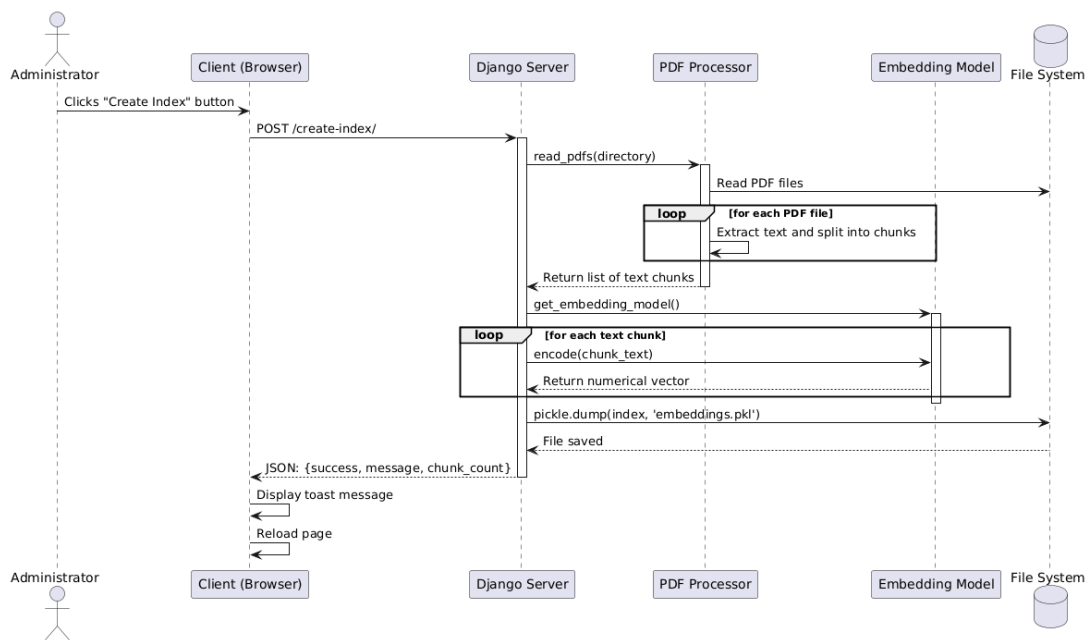 Administrator
Client (Browser)
Django Server
PDF Processor
Embedding Model
File System
Clicks "Create Index" button
POST /create-index/
read_pdfs(directory)
Read PDF files
loop [for each PDF file]
Extract text and split into chunks
Return list of text chunks
get_embedding_model()
loop [for each text chunk]
encode(chunk_text)
Return numerical vector
pickle.dump(index, 'embeddings.pkl')
File saved
JSON: {success, message, chunk_count}
Display toast message
Reload page
Administrator
Client (Browser)
Django Server
PDF Processor
Embedding Model
File System